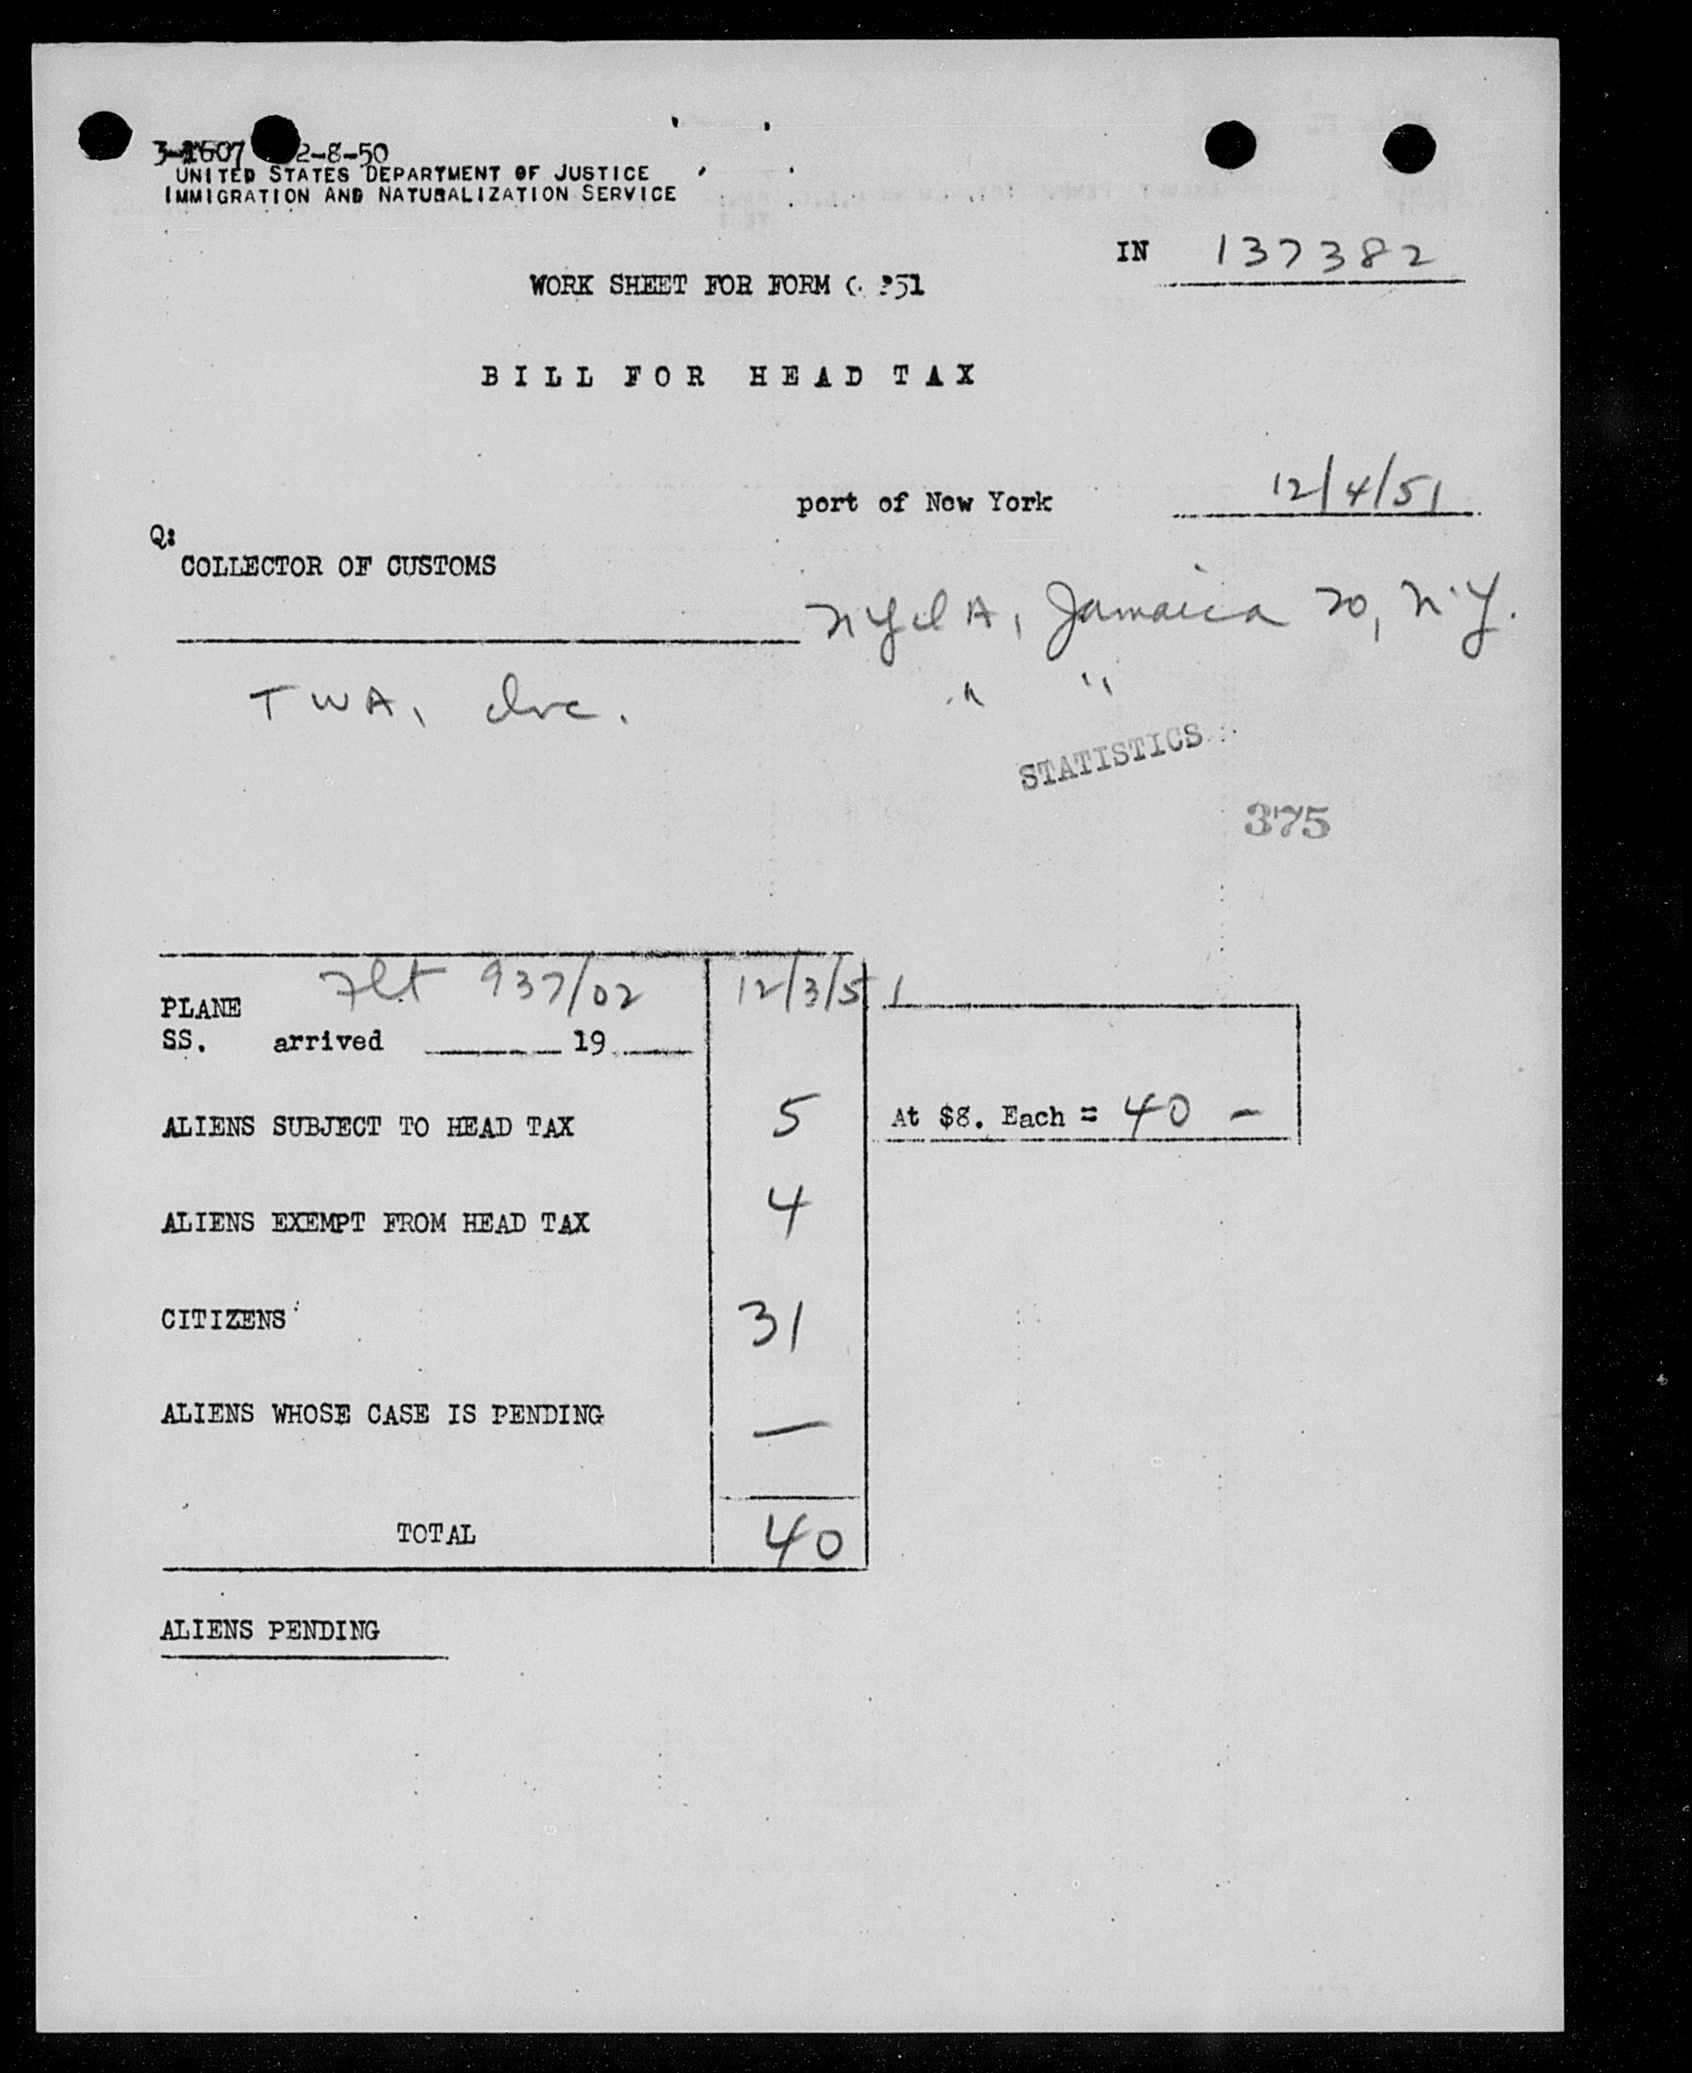 3-1607 2-8-50
UNITED STATES DEPARTMENT OF JUSTICE
IMMIGRATION AND NATURALIZATION SERVICE
IN 137382
WORK SHEET FOR FORM
BILL FOR HEAD TAX
port of New York 12/4/51
Q:
COLLECTOR OF CUSTOMS
NYIA, Jamaica 20, N.Y.
TWA, Inc. " "
STATISTICS
375
PLANE Flt 937/02 12/3/51
SS. arrived 19
ALIENS SUBJECT TO HEAD TAX 5 At $8. Each = 40 -
ALIENS EXEMPT FROM HEAD TAX 4
CITIZENS 31
ALIENS WHOSE CASE IS PENDING —
TOTAL 40
ALIENS PENDING